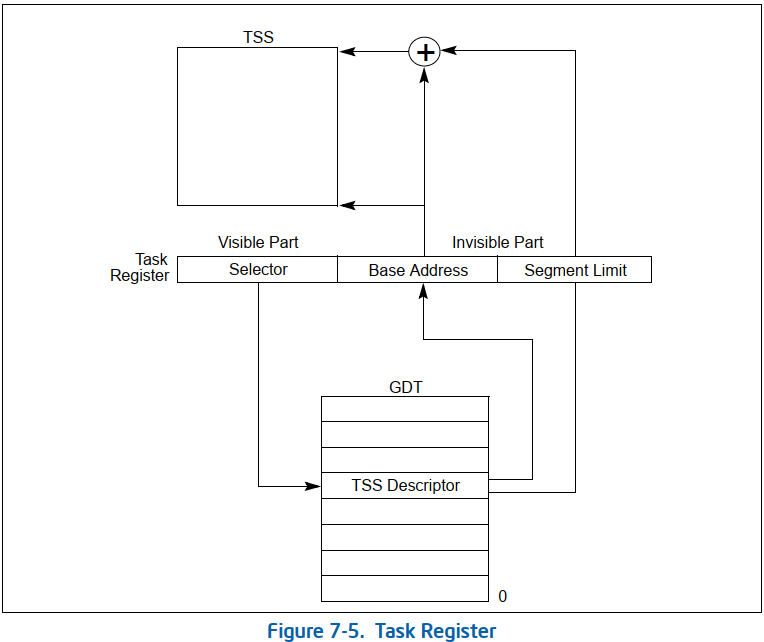 TSS
+
Visible Part
Invisible Part
Task
Register
Selector
Base Address
Segment Limit
GDT
TSS Descriptor
0
Figure 7-5. Task Register